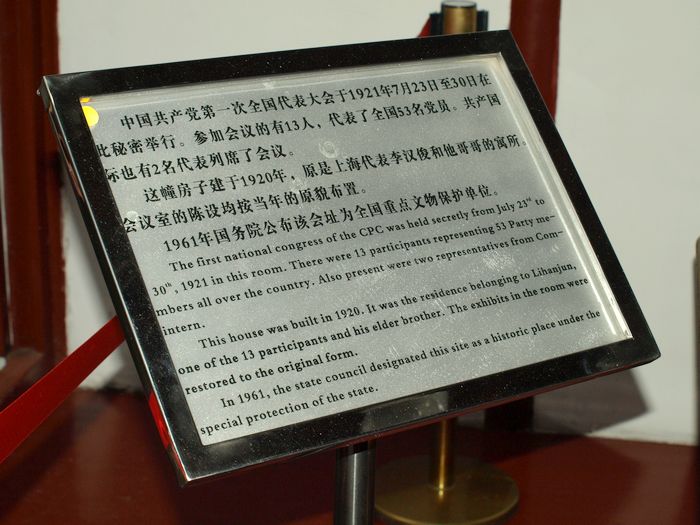 中国共产党第一次全国代表大会于1921年7月23日至30日在
此秘密举行。参加会议的有13人，代表了全国53名党员。共产国
际也有2名代表列席了会议。
这幢房子建于1920年，原是上海代表李汉俊和他哥哥的寓所。
会议室的陈设均按当年的原貌布置。
1961年国务院公布该会址为全国重点文物保护单位。
The first national congress of the CPC was held secretly from July 23rd to
30th, 1921 in this room. There were 13 participants representing 53 Party me-
mbers all over the country. Also present were two representatives from Com-
intern.
This house was built in 1920. It was the residence belonging to Lihanjun,
one of the 13 participants and his elder brother. The exhibits in the room were
restored to the original form.
In 1961, the state council designated this site as a historic place under the
special protection of the state.